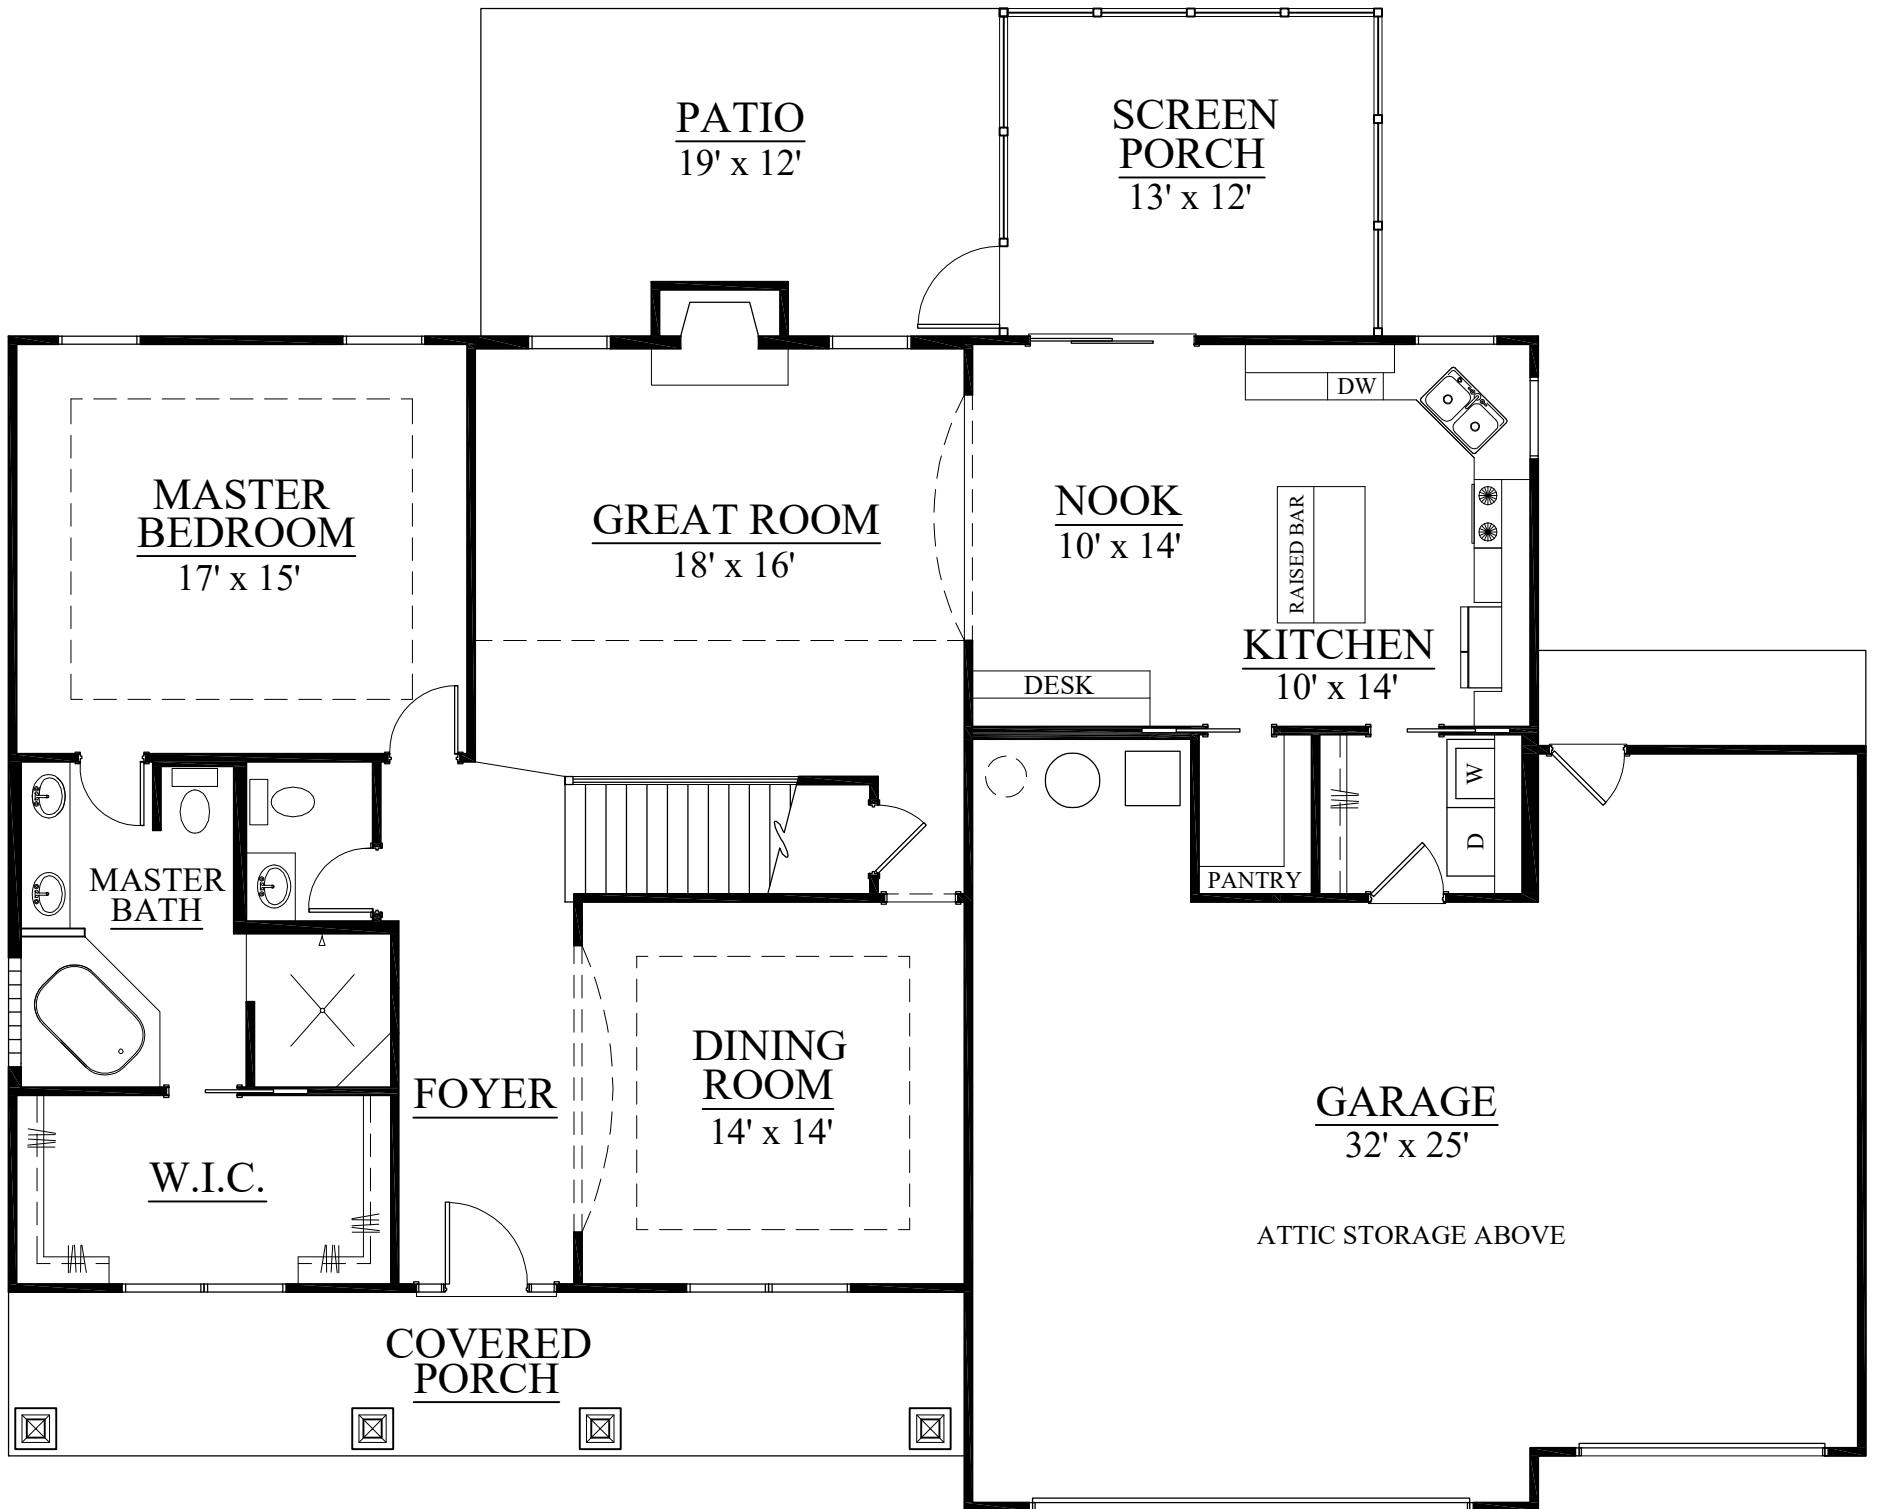 PATIO
19' x 12'
SCREEN
PORCH
13' x 12'
DW
MASTER
BEDROOM
17' x 15'
GREAT ROOM
18' x 16'
NOOK
10' x 14'
RAISED BAR
KITCHEN
10' x 14'
DESK
W
D
PANTRY
MASTER
BATH
FOYER
DINING
ROOM
14' x 14'
GARAGE
32' x 25'
ATTIC STORAGE ABOVE
W.I.C.
COVERED
PORCH